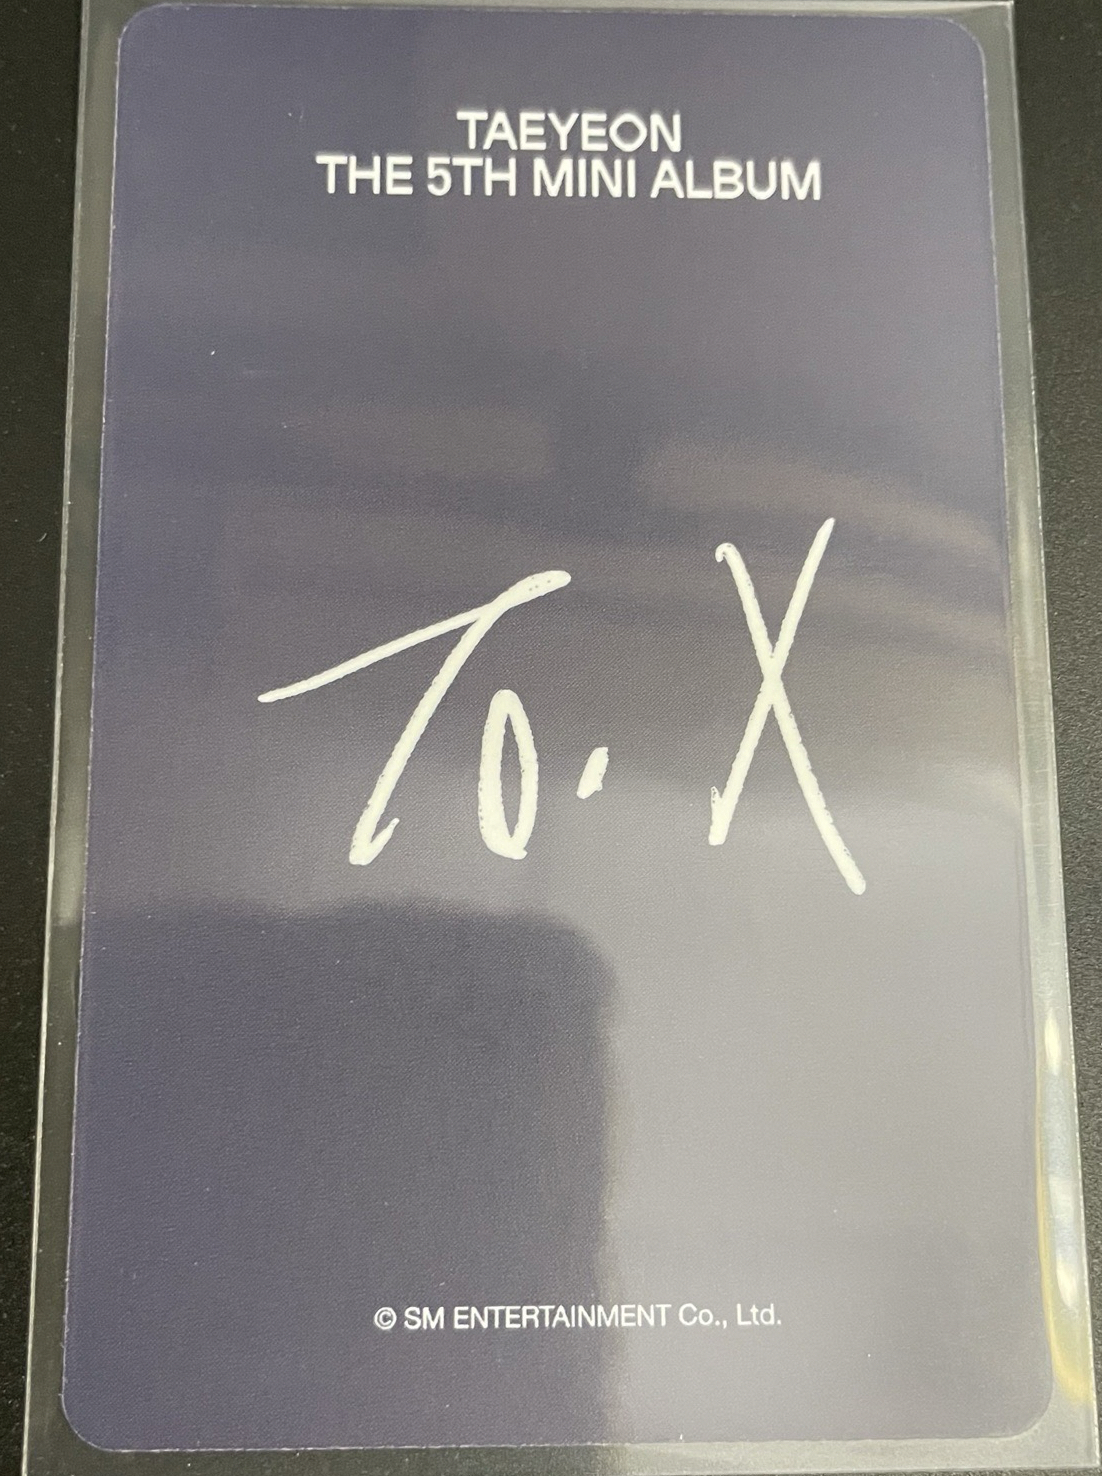 TAEYEON
THE 5TH MINI ALBUM
To. X
© SM ENTERTAINMENT Co., Ltd.